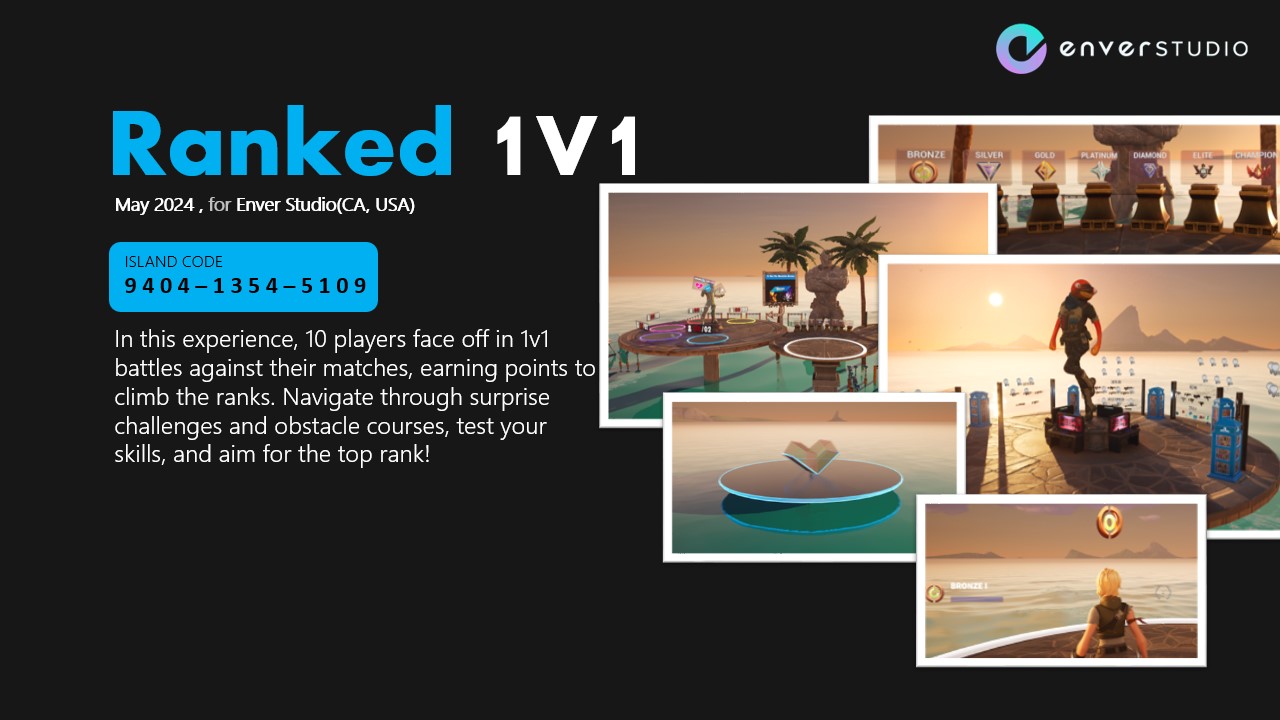 enverSTUDIO
Ranked 1V1
May 2024 , for Enver Studio(CA, USA)
ISLAND CODE
9404–1354–5109
In this experience, 10 players face off in 1v1
battles against their matches, earning points to
climb the ranks. Navigate through surprise
challenges and obstacle courses, test your
skills, and aim for the top rank!
BRONZE SILVER GOLD PLATINUM DIAMOND ELITE CHAMPION
BRONZE I